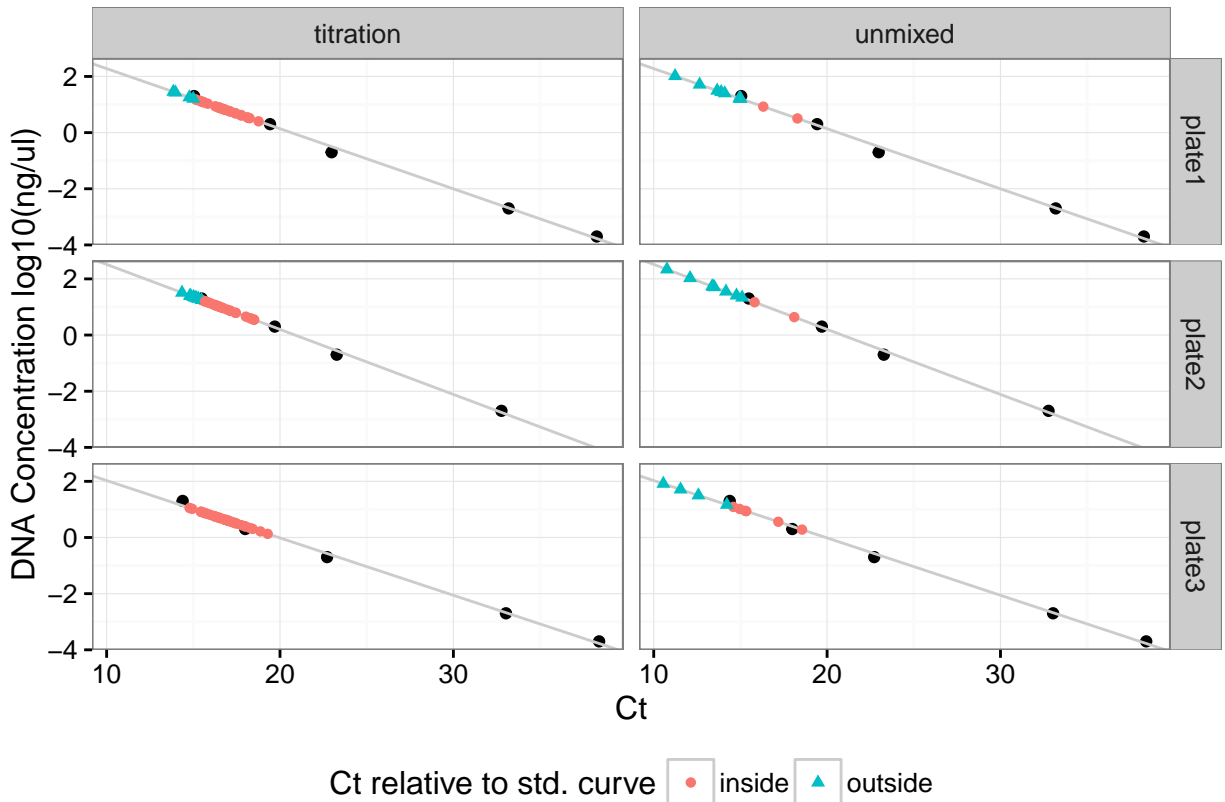 titration unmixed
DNA Concentration log10(ng/ul)
2
0
−2
−4
plate1
2
0
−2
−4
plate2
2
0
−2
−4
plate3
10 20 30 10 20 30
Ct
Ct relative to std. curve inside outside